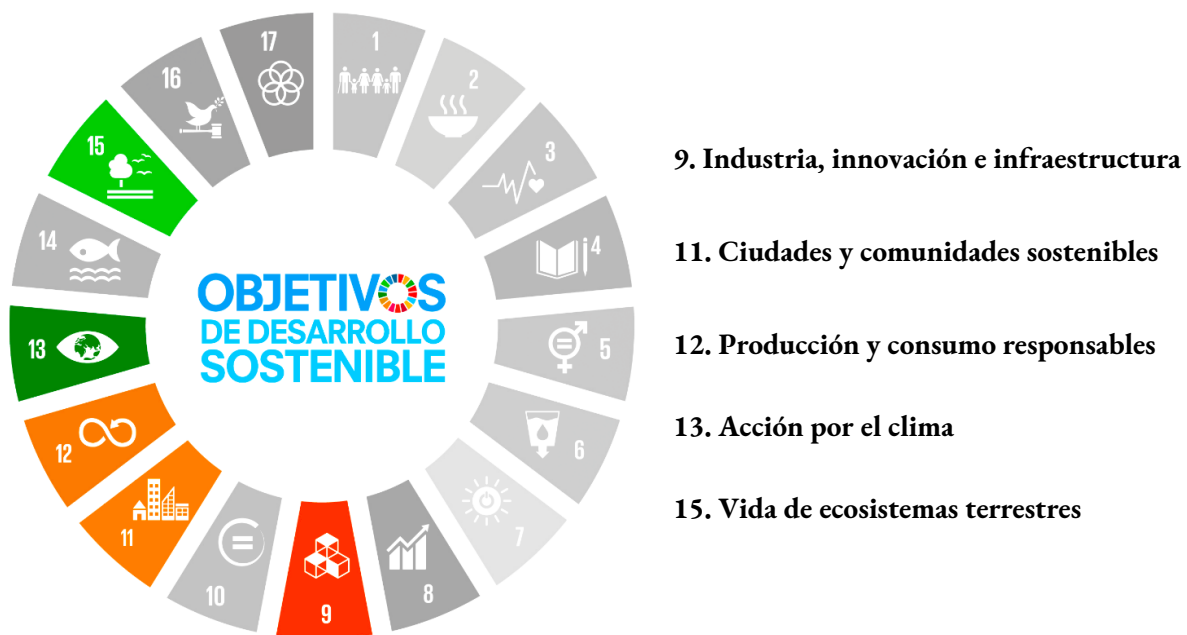 1
2
3
4
5
6
7
8
9
10
11
12
13
14
15
16
17
OBJETIVOS
DE DESARROLLO
SOSTENIBLE
9. Industria, innovación e infraestructura
11. Ciudades y comunidades sostenibles
12. Producción y consumo responsables
13. Acción por el clima
15. Vida de ecosistemas terrestres